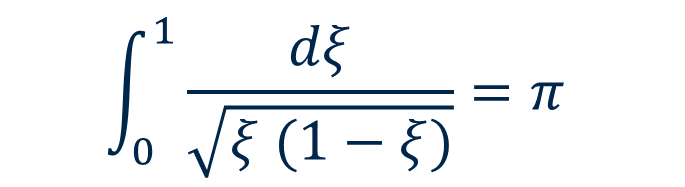 ∫₀¹ dξ / √(ξ (1 − ξ)) = π